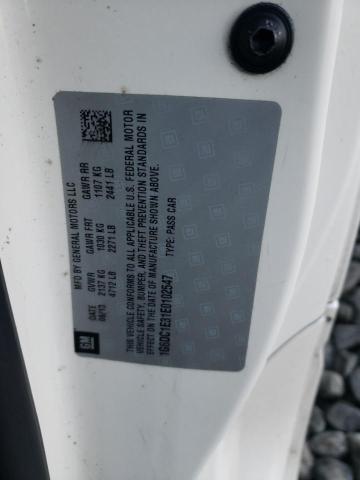 MFD BY GENERAL MOTORS LLC
DATE GVWR GAWR FRT GAWR RR
08/13 2137 KG 1030 KG 1107 KG
4712 LB 2271 LB 2441 LB
THIS VEHICLE CONFORMS TO ALL APPLICABLE U.S. FEDERAL MOTOR
VEHICLE SAFETY, BUMPER, AND THEFT PREVENTION STANDARDS IN
EFFECT ON THE DATE OF MANUFACTURE SHOWN ABOVE.
TYPE: PASS CAR
1G6DC1E31E0102547
GM